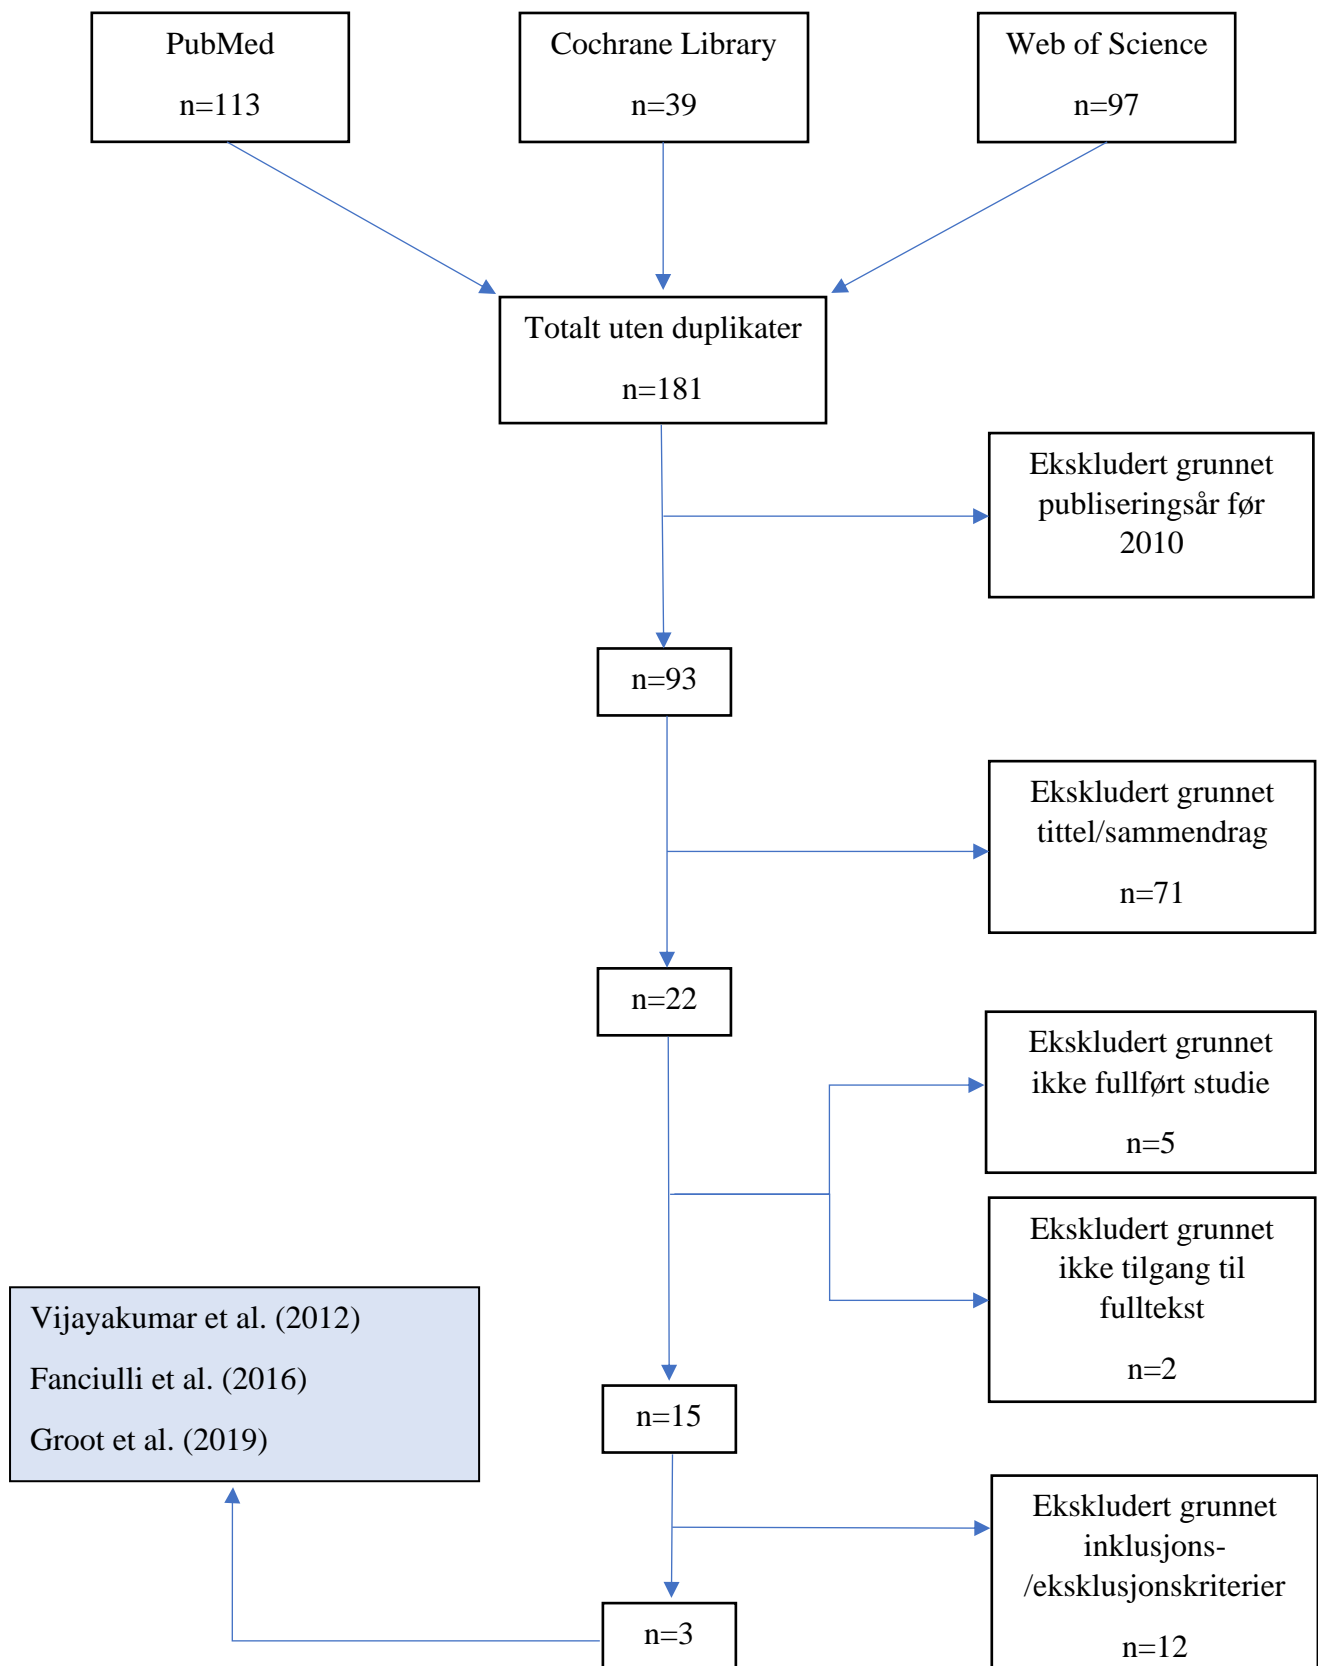 PubMed
n=113
Cochrane Library
n=39
Web of Science
n=97
Totalt uten duplikater
n=181
Ekskludert grunnet
publiseringsår før
2010
n=93
Ekskludert grunnet
tittel/sammendrag
n=71
n=22
Ekskludert grunnet
ikke fullført studie
n=5
Ekskludert grunnet
ikke tilgang til
fulltekst
n=2
Vijayakumar et al. (2012)
Fanciulli et al. (2016)
Groot et al. (2019)
n=15
Ekskludert grunnet
inklusjons-
/eksklusjonskriterier
n=12
n=3